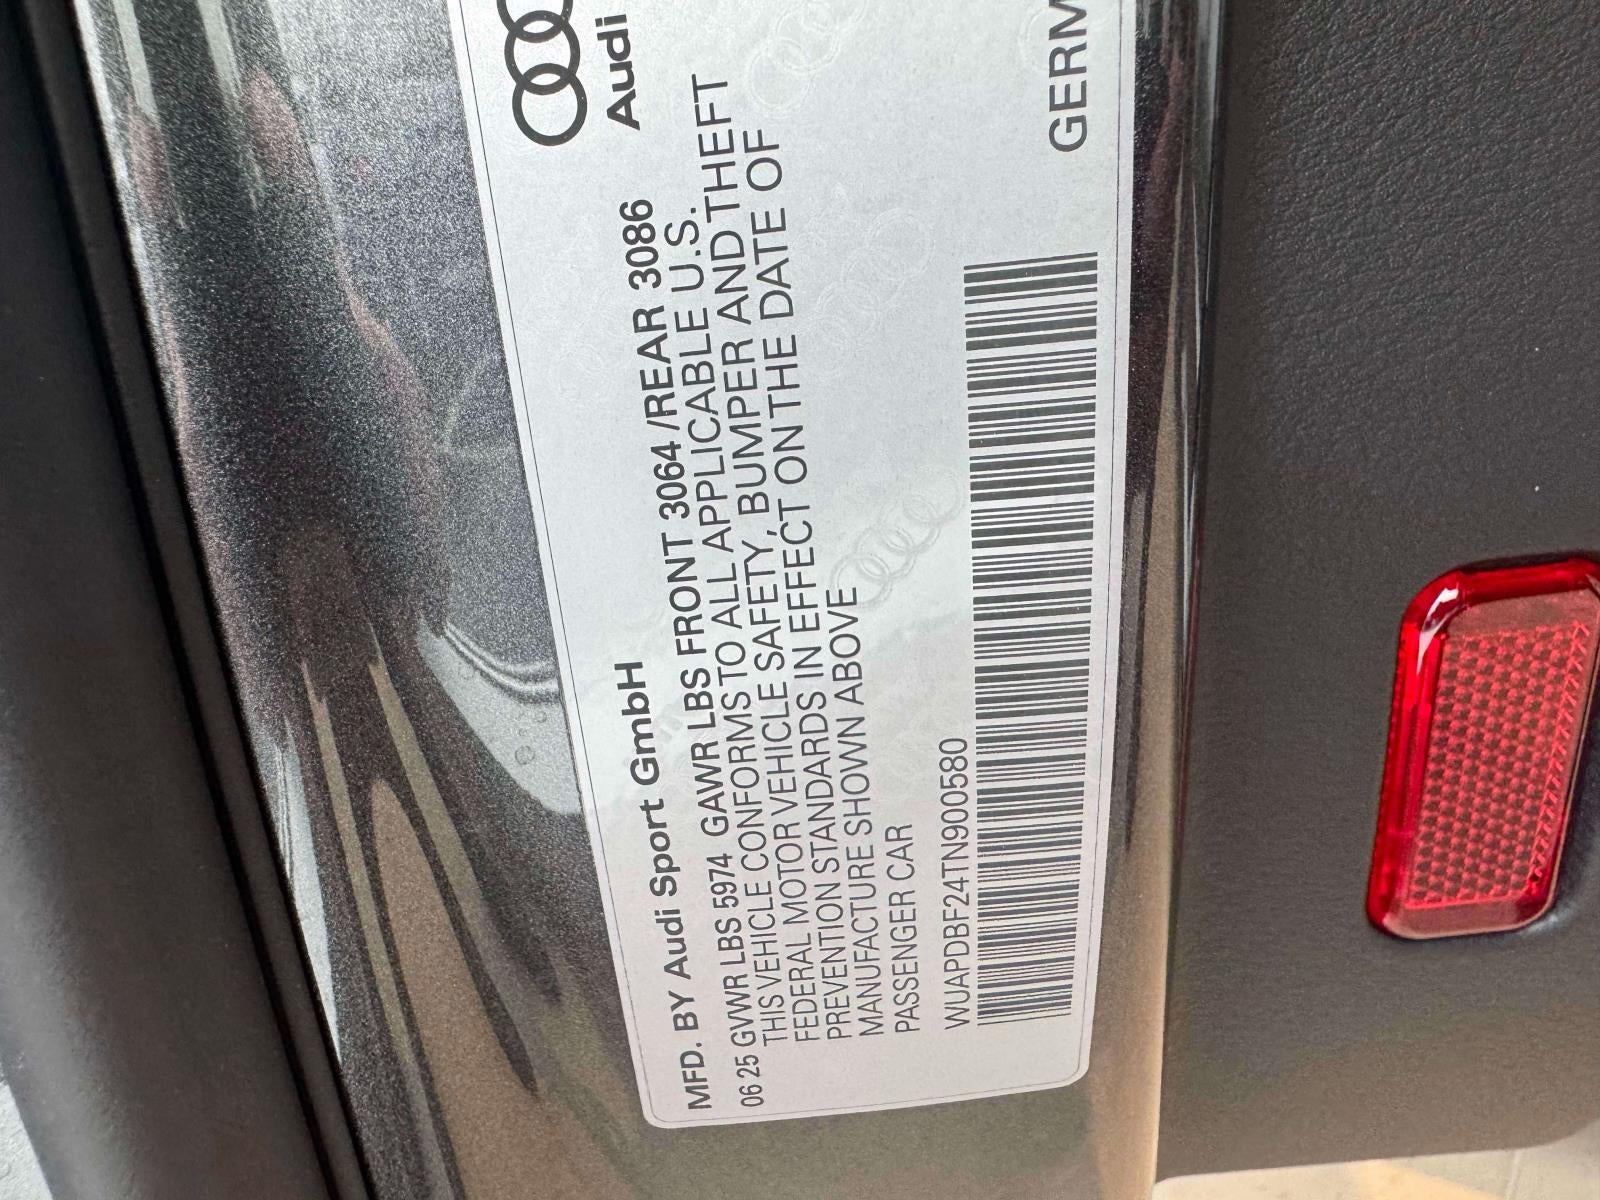 Audi
MFD. BY Audi Sport GmbH
06 25 GVWR LBS 5974 GAWR LBS FRONT 3064 /REAR 3086
THIS VEHICLE CONFORMS TO ALL APPLICABLE U.S.
FEDERAL MOTOR VEHICLE SAFETY, BUMPER AND THEFT
PREVENTION STANDARDS IN EFFECT ON THE DATE OF
MANUFACTURE SHOWN ABOVE
PASSENGER CAR
WUAPDBF24TN900580
GERM